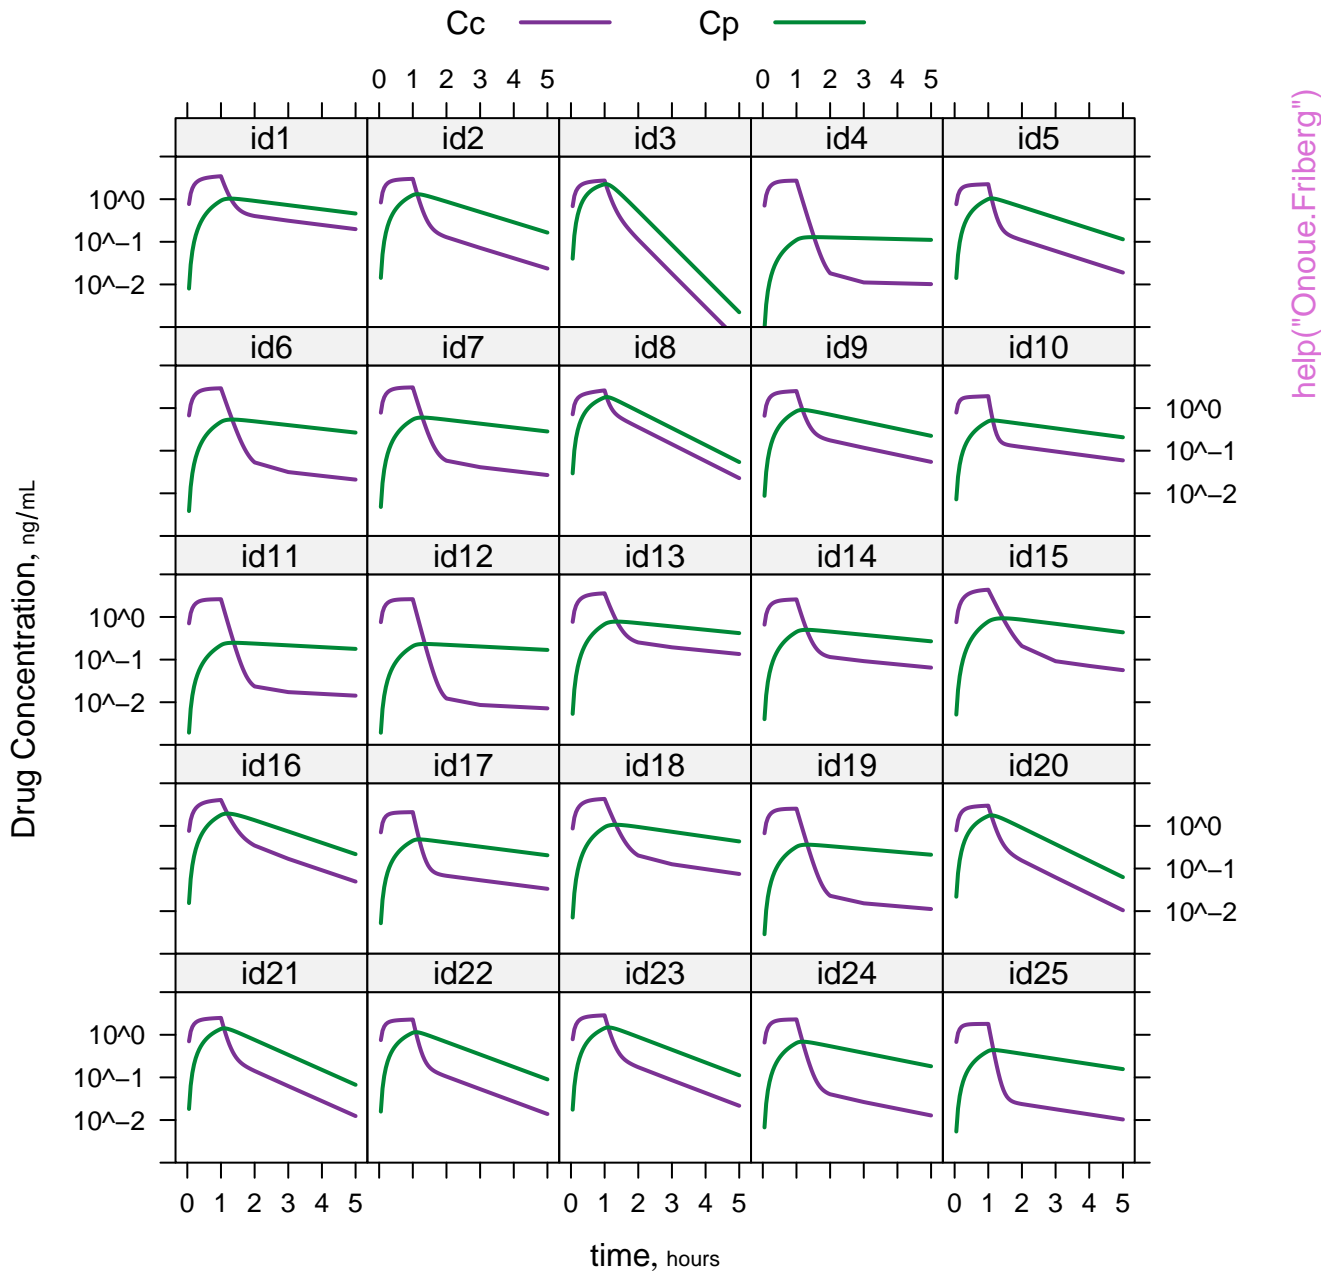 Cc Cp
0 1 2 3 4 5 0 1 2 3 4 5
id1 id2 id3 id4 id5
10^0
10^−1
10^−2
id6 id7 id8 id9 id10
10^0
10^−1
10^−2
id11 id12 id13 id14 id15
10^0
10^−1
10^−2
id16 id17 id18 id19 id20
10^0
10^−1
10^−2
id21 id22 id23 id24 id25
10^0
10^−1
10^−2
0 1 2 3 4 5 0 1 2 3 4 5 0 1 2 3 4 5
time, hours
Drug Concentration, ng/mL
help("Onoue.Friberg")